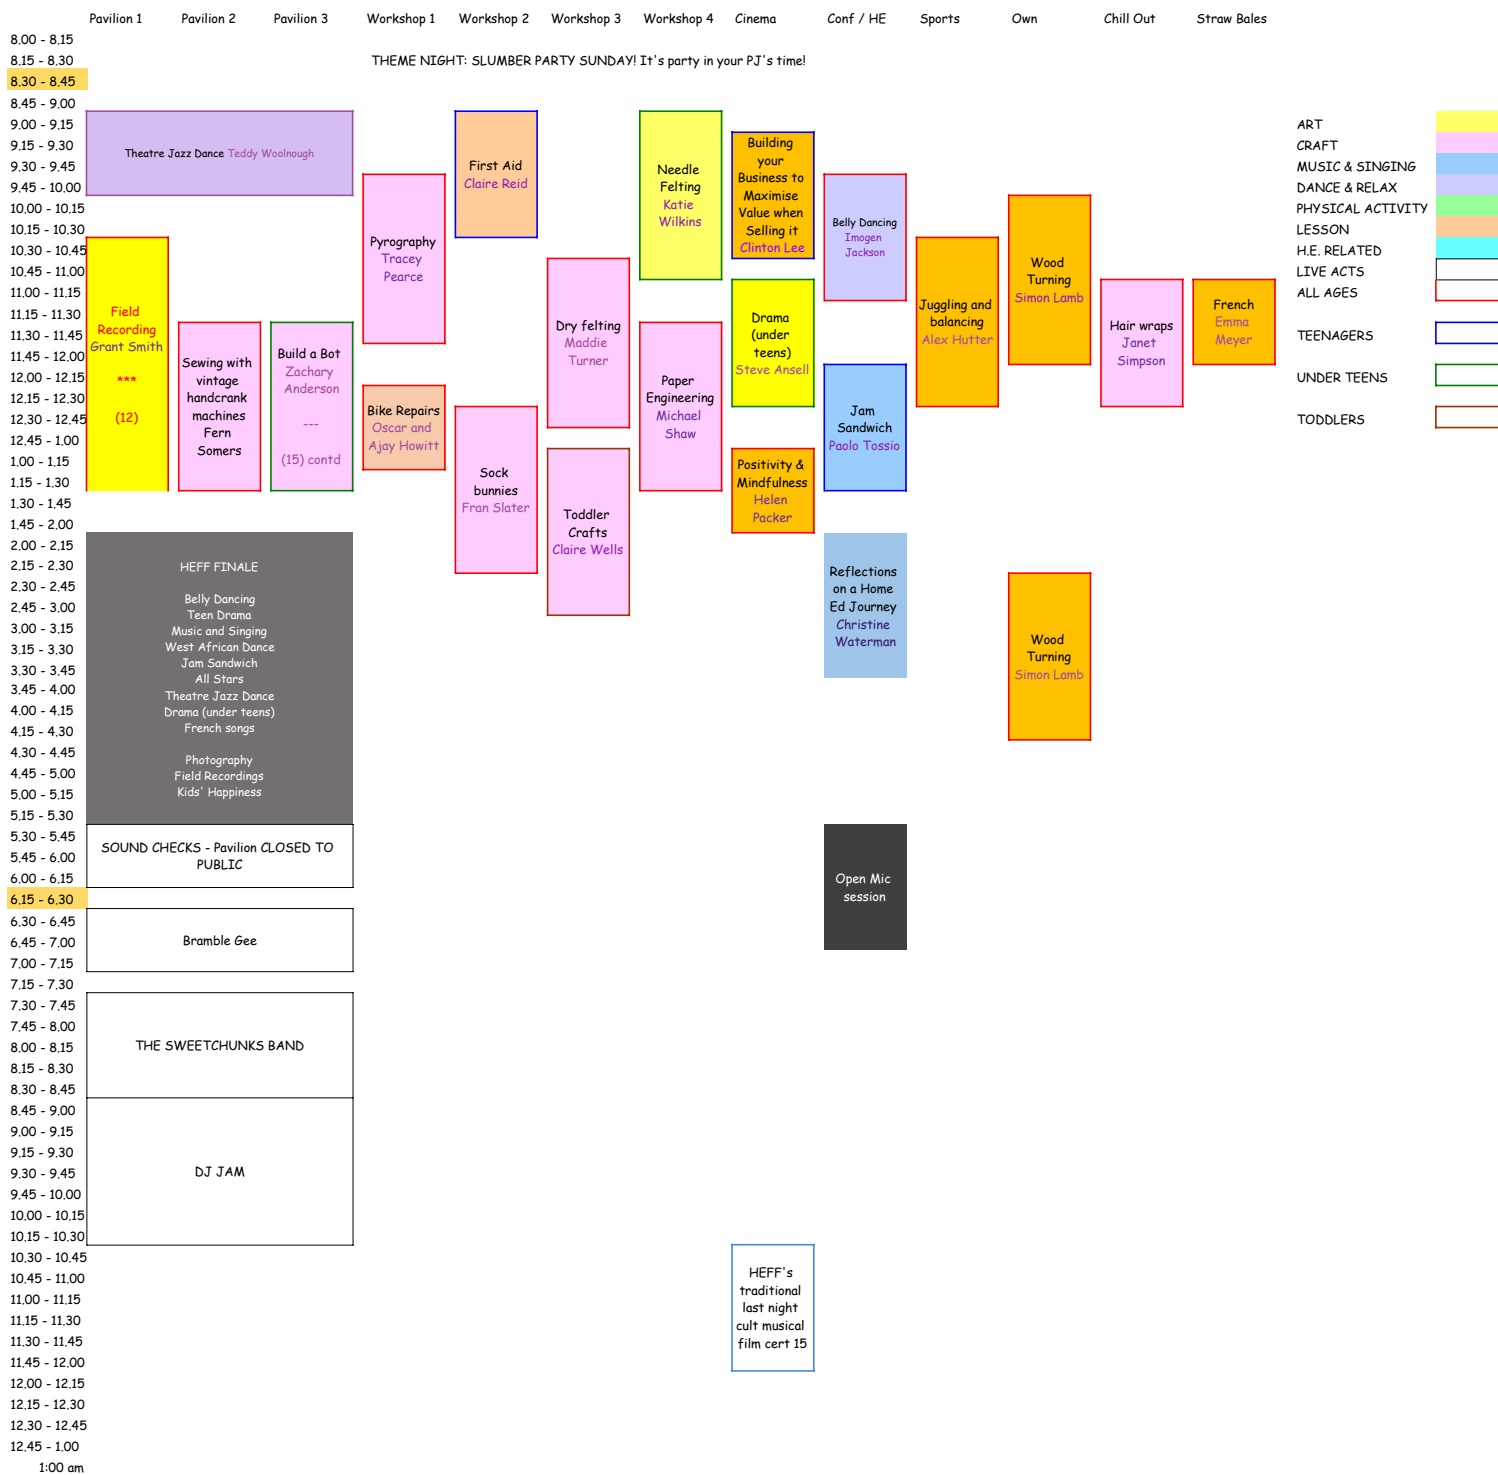 Pavilion 1 Pavilion 2 Pavilion 3 Workshop 1 Workshop 2 Workshop 3 Workshop 4 Cinema Conf / HE Sports Own Chill Out Straw Bales
8.00 - 8.15
8.15 - 8.30
THEME NIGHT: SLUMBER PARTY SUNDAY! It's party in your PJ's time!
8.30 - 8.45
8.45 - 9.00
9.00 - 9.15
9.15 - 9.30
9.30 - 9.45
9.45 - 10.00
10.00 - 10.15
10.15 - 10.30
10.30 - 10.45
10.45 - 11.00
11.00 - 11.15
11.15 - 11.30
11.30 - 11.45
11.45 - 12.00
12.00 - 12.15
12.15 - 12.30
12.30 - 12.45
12.45 - 1.00
1.00 - 1.15
1.15 - 1.30
1.30 - 1.45
1.45 - 2.00
2.00 - 2.15
2.15 - 2.30
2.30 - 2.45
2.45 - 3.00
3.00 - 3.15
3.15 - 3.30
3.30 - 3.45
3.45 - 4.00
4.00 - 4.15
4.15 - 4.30
4.30 - 4.45
4.45 - 5.00
5.00 - 5.15
5.15 - 5.30
5.30 - 5.45
5.45 - 6.00
6.00 - 6.15
6.15 - 6.30
6.30 - 6.45
6.45 - 7.00
7.00 - 7.15
7.15 - 7.30
7.30 - 7.45
7.45 - 8.00
8.00 - 8.15
8.15 - 8.30
8.30 - 8.45
8.45 - 9.00
9.00 - 9.15
9.15 - 9.30
9.30 - 9.45
9.45 - 10.00
10.00 - 10.15
10.15 - 10.30
10.30 - 10.45
10.45 - 11.00
11.00 - 11.15
11.15 - 11.30
11.30 - 11.45
11.45 - 12.00
12.00 - 12.15
12.15 - 12.30
12.30 - 12.45
12.45 - 1.00
1:00 am
Theatre Jazz Dance Teddy Woolnough
Field
Recording
Grant Smith
***
(12)
Sewing with
vintage
handcrank
machines
Fern
Somers
Build a Bot
Zachary
Anderson
---
(15) contd
HEFF FINALE
Belly Dancing
Teen Drama
Music and Singing
West African Dance
Jam Sandwich
All Stars
Theatre Jazz Dance
Drama (under teens)
French songs
Photography
Field Recordings
Kids' Happiness
SOUND CHECKS - Pavilion CLOSED TO
PUBLIC
Bramble Gee
THE SWEETCHUNKS BAND
DJ JAM
Pyrography
Tracey
Pearce
Bike Repairs
Oscar and
Ajay Howitt
First Aid
Claire Reid
Sock
bunnies
Fran Slater
Dry felting
Maddie
Turner
Toddler
Crafts
Claire Wells
Needle
Felting
Katie
Wilkins
Paper
Engineering
Michael
Shaw
Building
your
Business to
Maximise
Value when
Selling it
Clinton Lee
Drama
(under
teens)
Steve Ansell
Positivity &
Mindfulness
Helen
Packer
HEFF's
traditional
last night
cult musical
film cert 15
Belly Dancing
Imogen
Jackson
Jam
Sandwich
Paolo Tossio
Reflections
on a Home
Ed Journey
Christine
Waterman
Open Mic
session
Juggling and
balancing
Alex Hutter
Wood
Turning
Simon Lamb
Wood
Turning
Simon Lamb
Hair wraps
Janet
Simpson
French
Emma
Meyer
ART
CRAFT
MUSIC & SINGING
DANCE & RELAX
PHYSICAL ACTIVITY
LESSON
H.E. RELATED
LIVE ACTS
ALL AGES
TEENAGERS
UNDER TEENS
TODDLERS